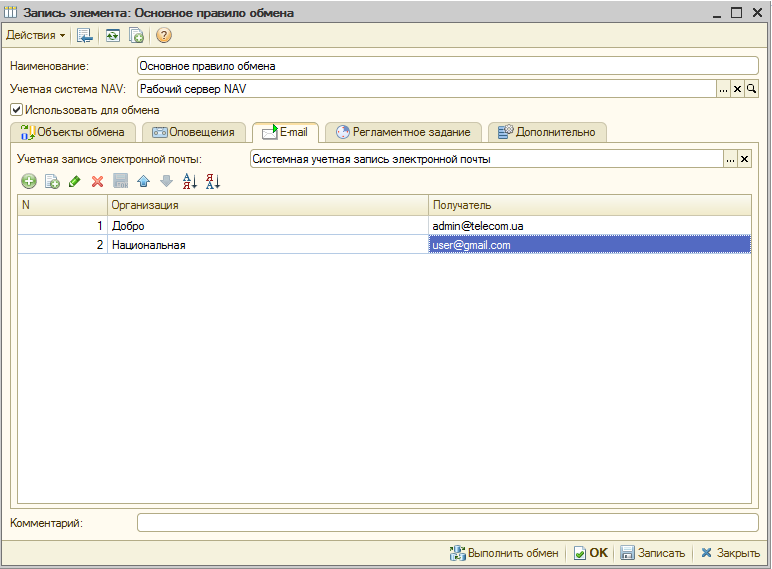 Запись элемента: Основное правило обмена
Действия
Наименование: Основное правило обмена
Учетная система NAV: Рабочий сервер NAV ...
Использовать для обмена
Объекты обмена Оповещения E-mail Регламентное задание Дополнительно
Учетная запись электронной почты: Системная учетная запись электронной почты ...
N Организация Получатель
1 Добро admin@telecom.ua
2 Национальная user@gmail.com
Комментарий:
Выполнить обмен OK Записать Закрыть